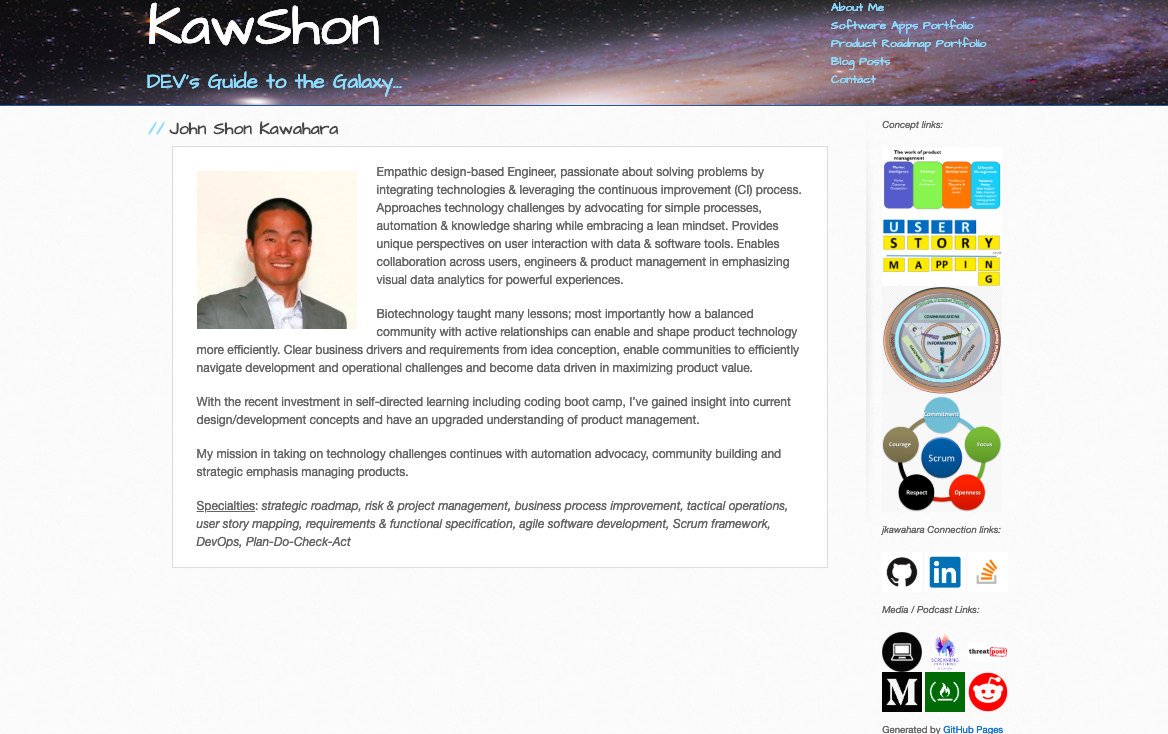 KawShon
DEV's Guide to the Galaxy...
About Me
Software Apps Portfolio
Product Roadmap Portfolio
Blog Posts
Contact
// John Shon Kawahara
Empathic design-based Engineer, passionate about solving problems by
integrating technologies & leveraging the continuous improvement (CI) process.
Approaches technology challenges by advocating for simple processes,
automation & knowledge sharing while embracing a lean mindset. Provides
unique perspectives on user interaction with data & software tools. Enables
collaboration across users, engineers & product management in emphasizing
visual data analytics for powerful experiences.
Biotechnology taught many lessons; most importantly how a balanced
community with active relationships can enable and shape product technology
more efficiently. Clear business drivers and requirements from idea conception, enable communities to efficiently
navigate development and operational challenges and become data driven in maximizing product value.
With the recent investment in self-directed learning including coding boot camp, I've gained insight into current
design/development concepts and have an upgraded understanding of product management.
My mission in taking on technology challenges continues with automation advocacy, community building and
strategic emphasis managing products.
Specialties: strategic roadmap, risk & project management, business process improvement, tactical operations,
user story mapping, requirements & functional specification, agile software development, Scrum framework,
DevOps, Plan-Do-Check-Act
Concept links:
The work of product
management
USER
STORY
MAPPIN
G
COMMUNICATIONS
INFORMATION
Commitment
Courage
Focus
Scrum
Respect
Openness
jkawahara Connection links:
in
Media / Podcast Links:
SCREAMING
threatpost
M
Generated by GitHub Pages